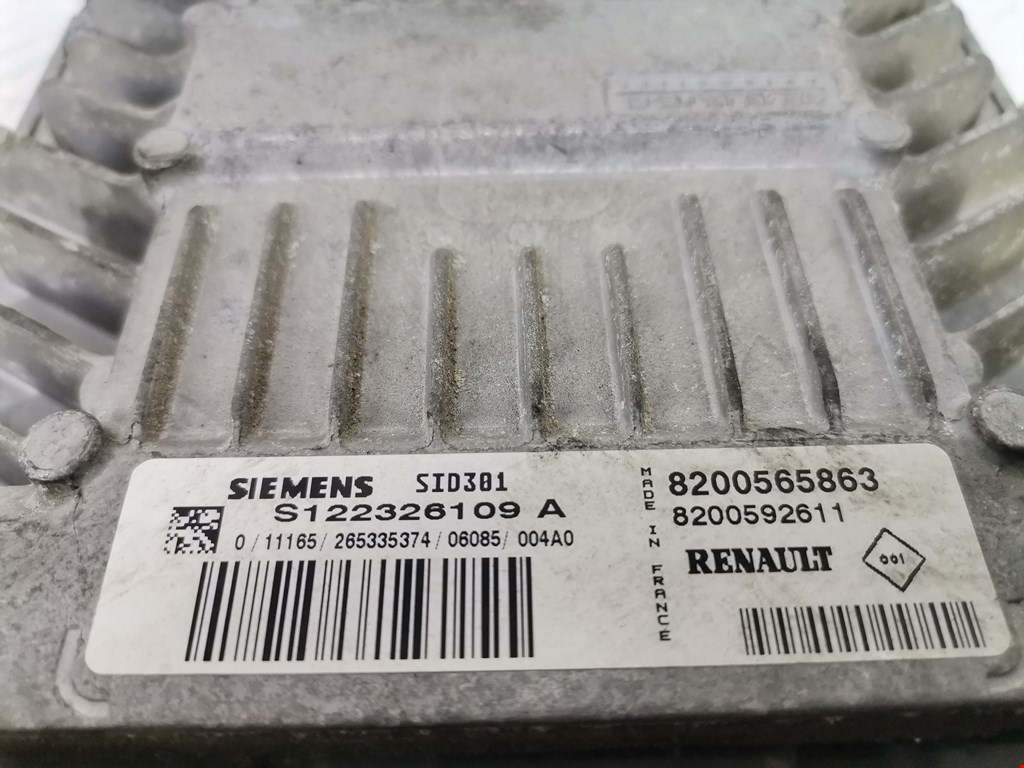 SIEMENS SID301
S122326109 A
0/11165/265335374/06085/004A0
MADE IN FRANCE
8200565863
8200592611
RENAULT
001